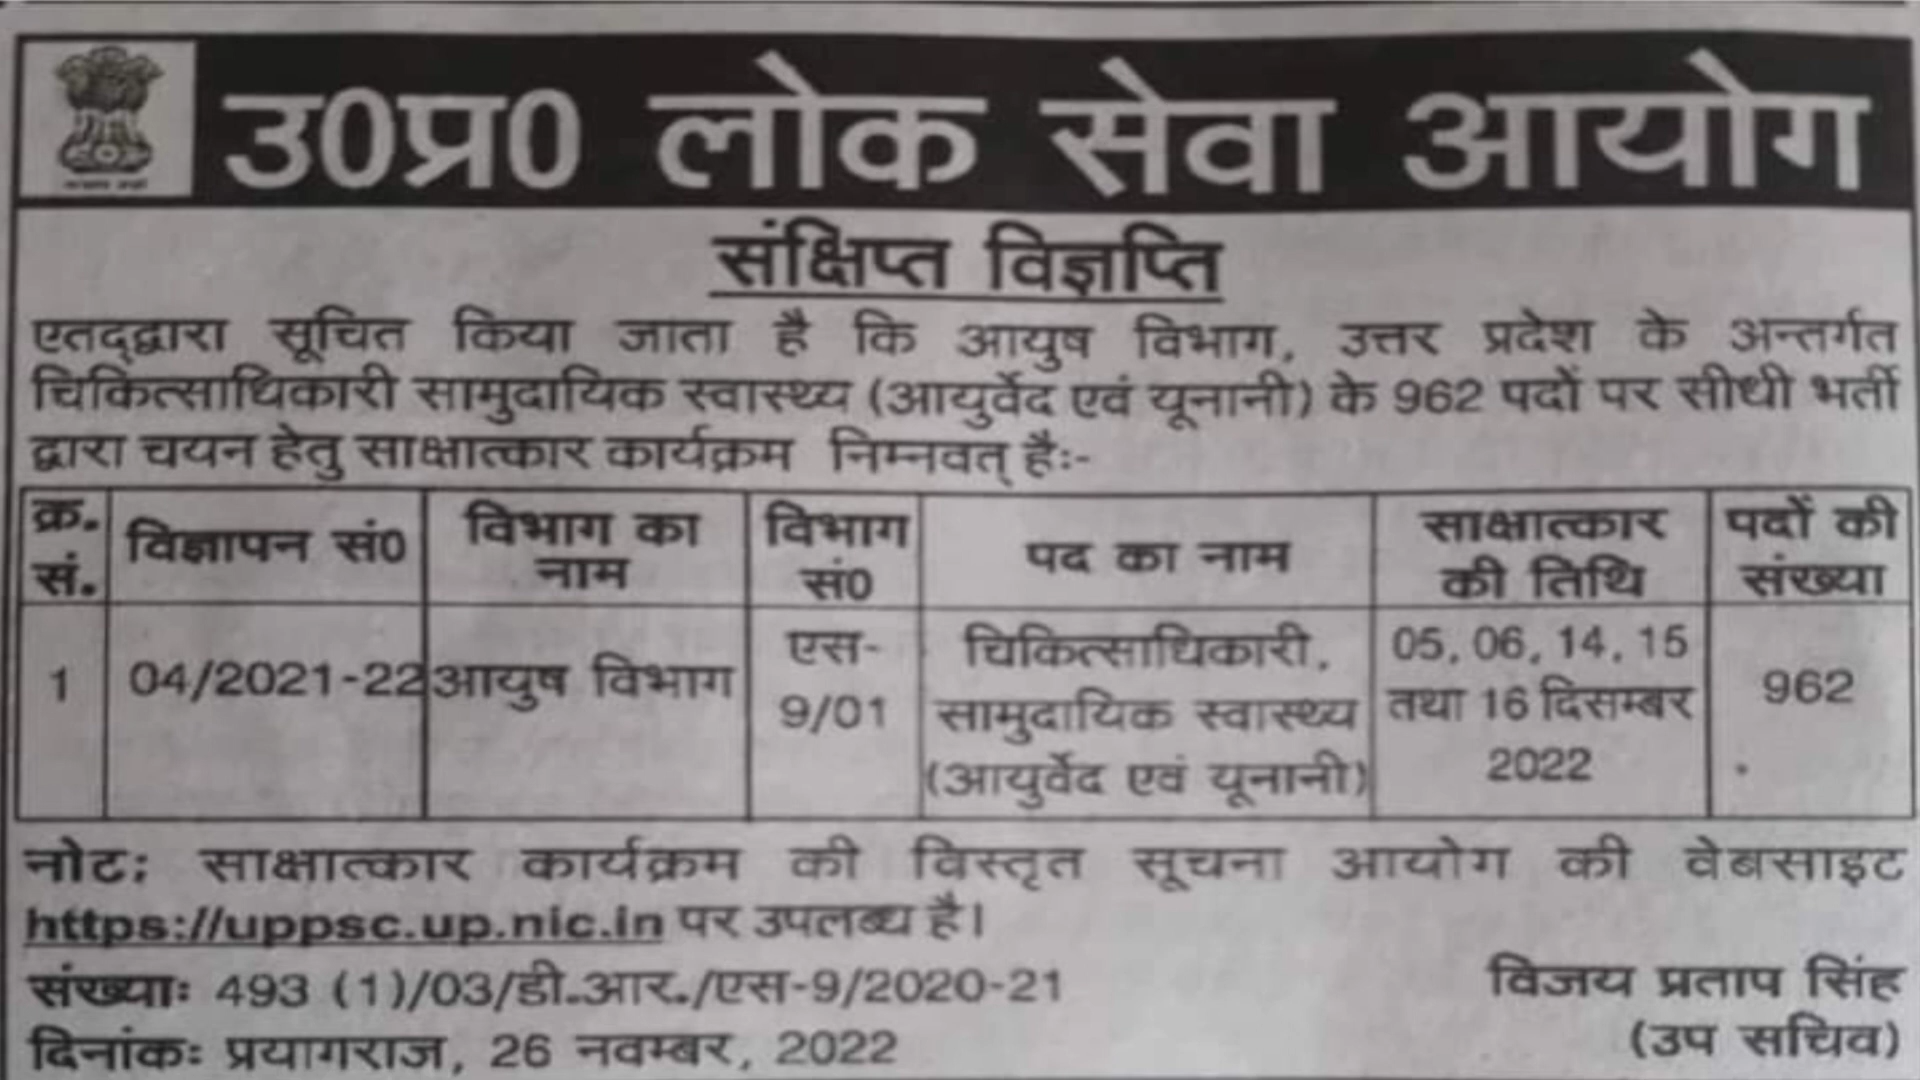 उ0प्र0 लोक सेवा आयोग
संक्षिप्त विज्ञप्ति
एतद्द्वारा सूचित किया जाता है कि आयुष विभाग, उत्तर प्रदेश के अन्तर्गत
चिकित्साधिकारी सामुदायिक स्वास्थ्य (आयुर्वेद एवं यूनानी) के 962 पदों पर सीधी भर्ती
द्वारा चयन हेतु साक्षात्कार कार्यक्रम निम्नवत् हैः-
क्र. सं.
विज्ञापन सं0
विभाग का नाम
विभाग सं0
पद का नाम
साक्षात्कार की तिथि
पदों की संख्या
1
04/2021-22
आयुष विभाग
एस-
9/01
चिकित्साधिकारी,
सामुदायिक स्वास्थ्य
(आयुर्वेद एवं यूनानी)
05, 06, 14, 15
तथा 16 दिसम्बर
2022
962
नोट: साक्षात्कार कार्यक्रम की विस्तृत सूचना आयोग की वेबसाइट
https://uppsc.up.nic.in पर उपलब्ध है।
संख्याः 493 (1)/03/डी.आर./एस-9/2020-21
विजय प्रताप सिंह
दिनांकः प्रयागराज, 26 नवम्बर, 2022
(उप सचिव)